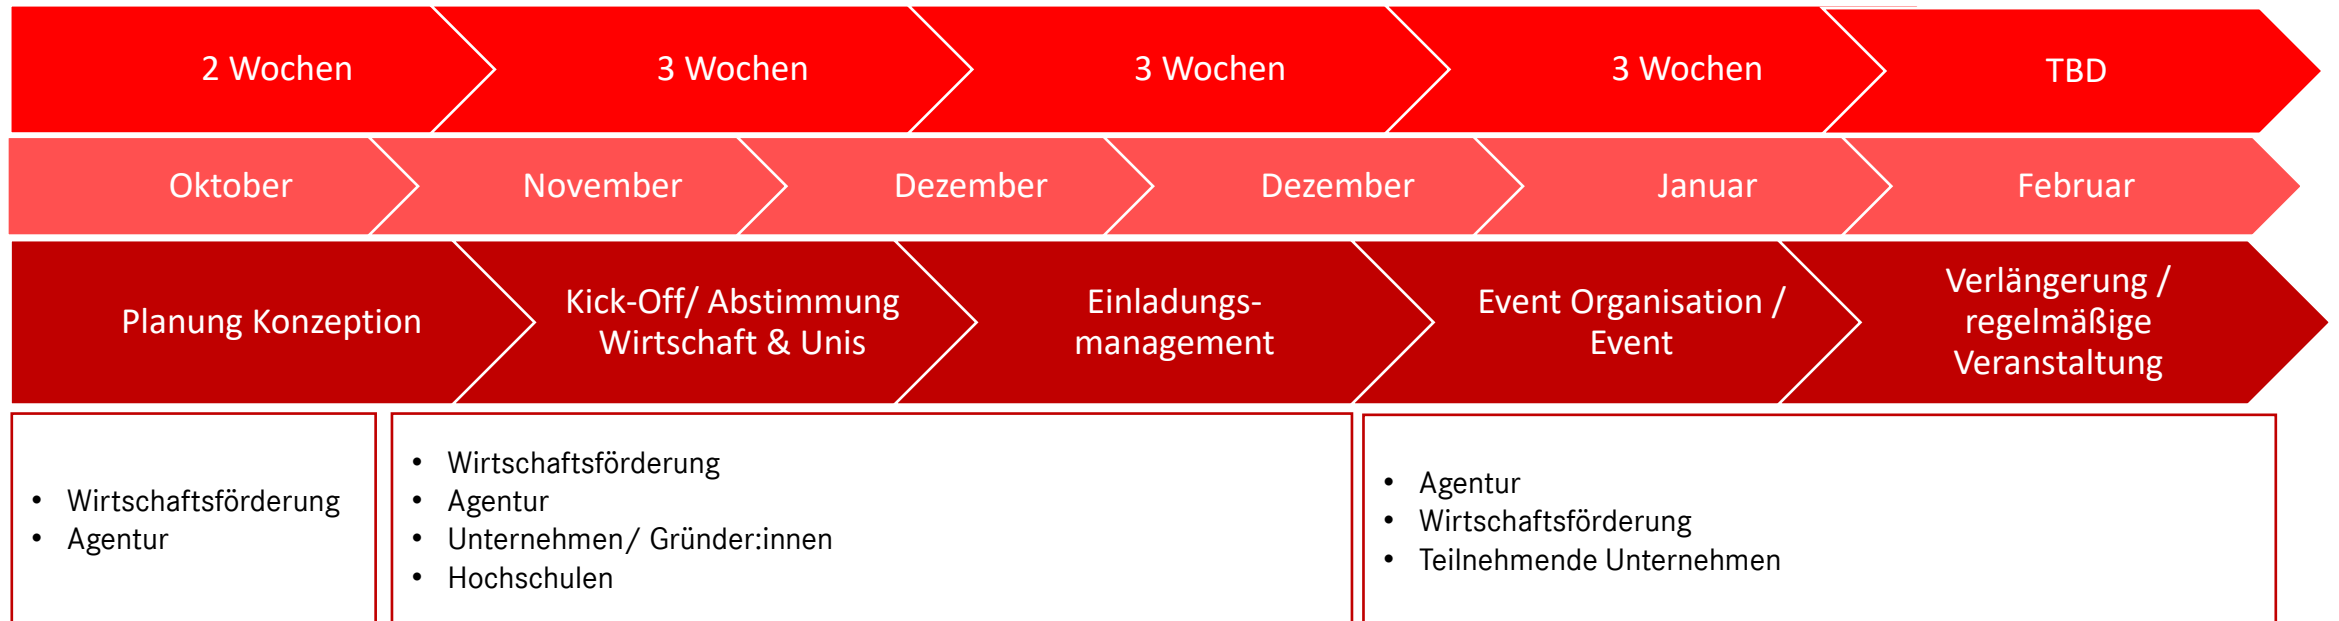 2 Wochen
3 Wochen
3 Wochen
3 Wochen
TBD
Oktober
November
Dezember
Dezember
Januar
Februar
Planung Konzeption
Kick-Off/ Abstimmung
Wirtschaft & Unis
Einladungs-
management
Event Organisation /
Event
Verlängerung /
regelmäßige
Veranstaltung
• Wirtschaftsförderung
• Agentur
• Wirtschaftsförderung
• Agentur
• Unternehmen/ Gründer:innen
• Hochschulen
• Agentur
• Wirtschaftsförderung
• Teilnehmende Unternehmen